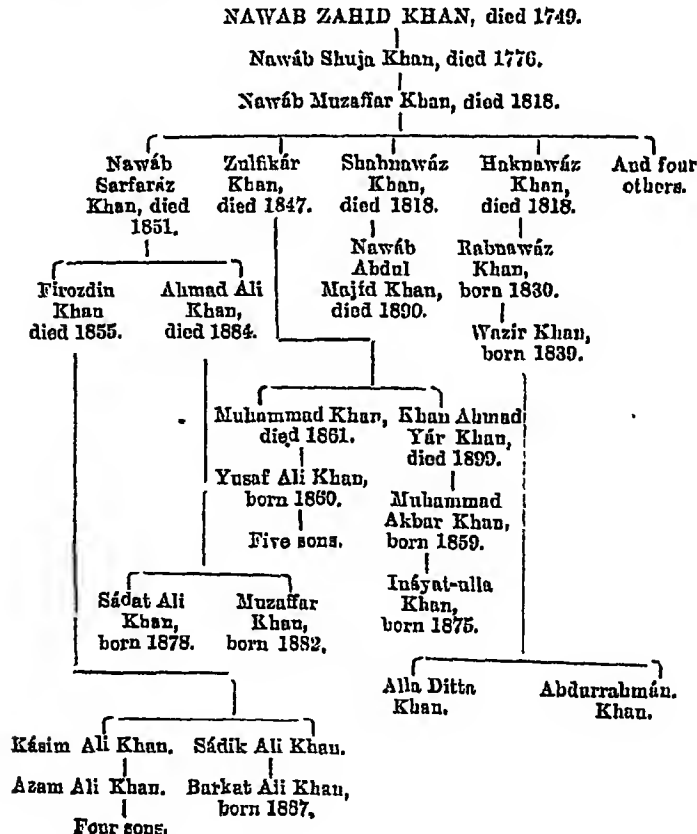 NAWAB ZAHID KHAN, died 1749.
Nawáb Shuja Khan, died 1776.
Nawáb Muzaffar Khan, died 1818.
Nawáb Sarfaráz Khan, died 1851.
Zulfikár Khan, died 1847.
Shahnawáz Khan, died 1818.
Haknawáz Khan, died 1818.
And four others.
Firozdin Khan died 1855.
Ahmad Ali Khan, died 1884.
Nawáb Abdul Majíd Khan, died 1890.
Rabnawáz Khan, born 1830.
Wazir Khan, born 1839.
Muhammad Khan, died 1861.
Khan Ahmad Yár Khan, died 1899.
Yusaf Ali Khan, born 1860.
Five sons.
Muhammad Akbar Khan, born 1859.
Ináyat-ulla Khan, born 1875.
Sádat Ali Khan, born 1878.
Muzaffar Khan, born 1882.
Alla Ditta Khan.
Abdurrahmán Khan.
Kásim Ali Khan.
Sádik Ali Khan.
Azam Ali Khan.
Barkat Ali Khan, born 1887.
Four sons.